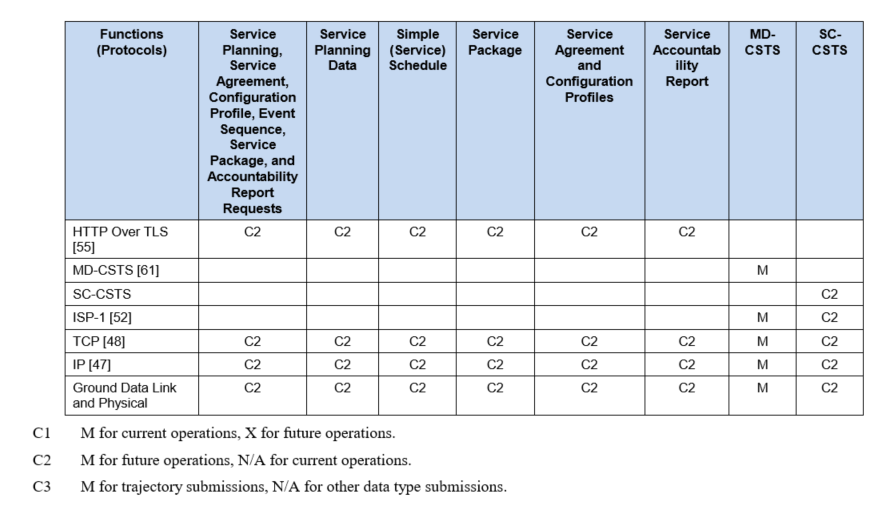 Functions (Protocols) | Service Planning, Service Agreement, Configuration Profile, Event Sequence, Service Package, and Accountability Report Requests | Service Planning Data | Simple (Service) Schedule | Service Package | Service Agreement and Configuration Profiles | Service Accountab ility Report | MD-CSTS | SC-CSTS
HTTP Over TLS [55] | C2 | C2 | C2 | C2 | C2 | C2 | |
MD-CSTS [61] | | | | | | | M |
SC-CSTS | | | | | | | | C2
ISP-1 [52] | | | | | | | M | C2
TCP [48] | C2 | C2 | C2 | C2 | C2 | C2 | M | C2
IP [47] | C2 | C2 | C2 | C2 | C2 | C2 | M | C2
Ground Data Link and Physical | C2 | C2 | C2 | C2 | C2 | C2 | M | C2
C1 M for current operations, X for future operations.
C2 M for future operations, N/A for current operations.
C3 M for trajectory submissions, N/A for other data type submissions.